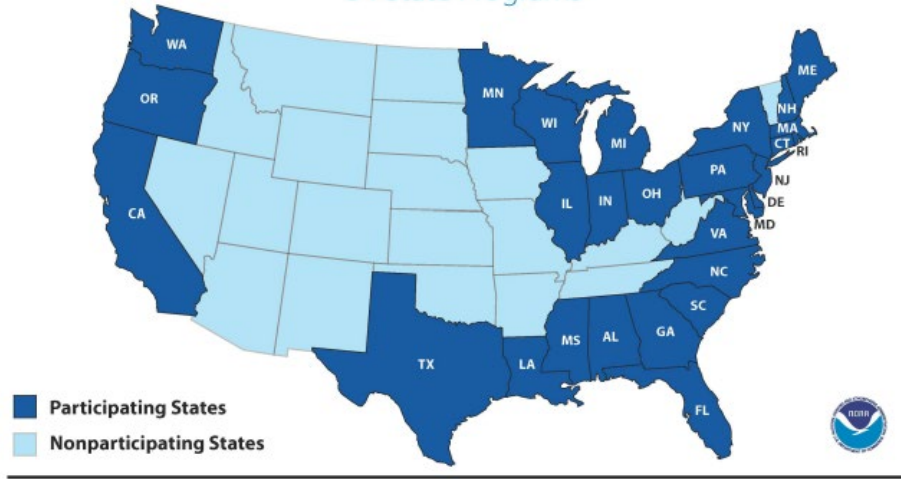 WA
OR
CA
MN
WI
MI
IL
IN
OH
TX
LA
MS
AL
GA
FL
SC
NC
VA
PA
NY
ME
NH
MA
CT
RI
NJ
DE
MD
Participating States
Nonparticipating States
NOAA